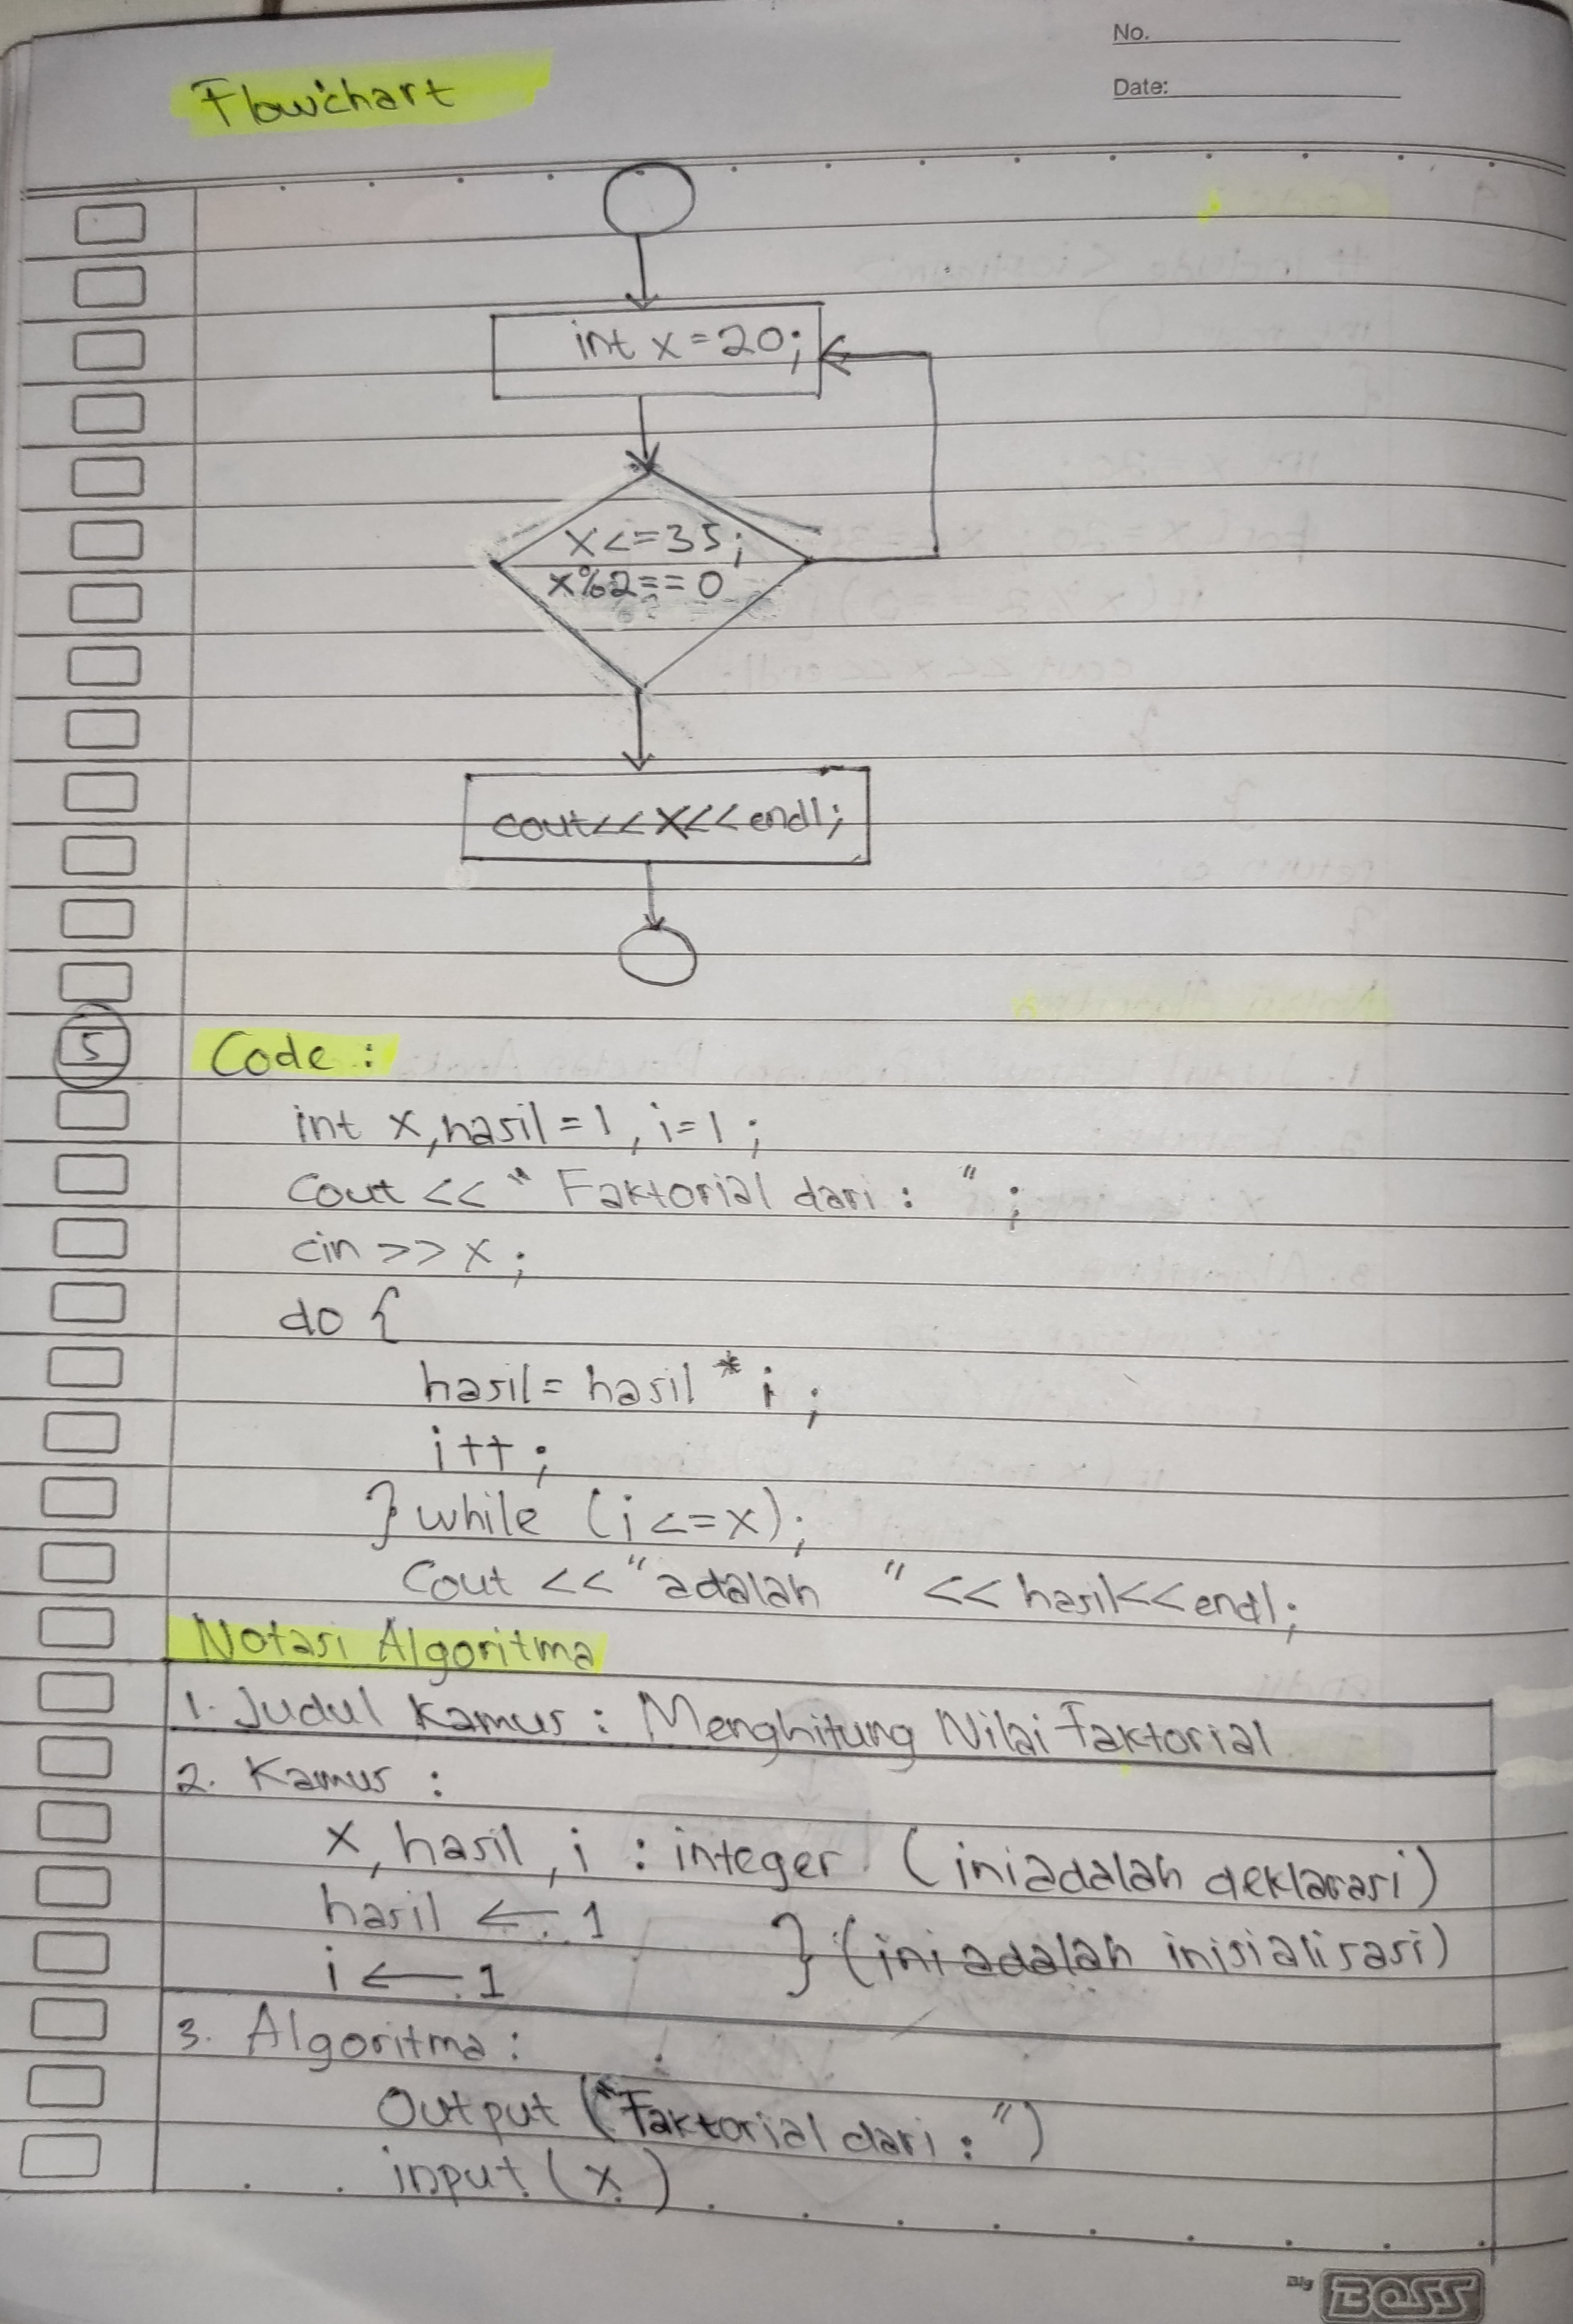 No.
Date:
Flowchart
int x = 20;
x <= 35;
x%2 == 0
cout << x << endl;
5
Code :
int x, hasil = 1, i = 1 ;
Cout << " Faktorial dari : " ;
cin >> x ;
do {
hasil = hasil * i ;
i ++ ;
} while (i <= x) ;
Cout << " adalah " << hasil << endl ;
Notasi Algoritma
1. Judul Kamus : Menghitung Nilai Faktorial
2. Kamus :
x, hasil, i : integer (ini adalah deklarasi)
hasil ← 1
} (ini adalah inisialisasi)
i ← 1
3. Algoritma :
Output ("Faktorial dari : ")
input (x)
Big BOSS